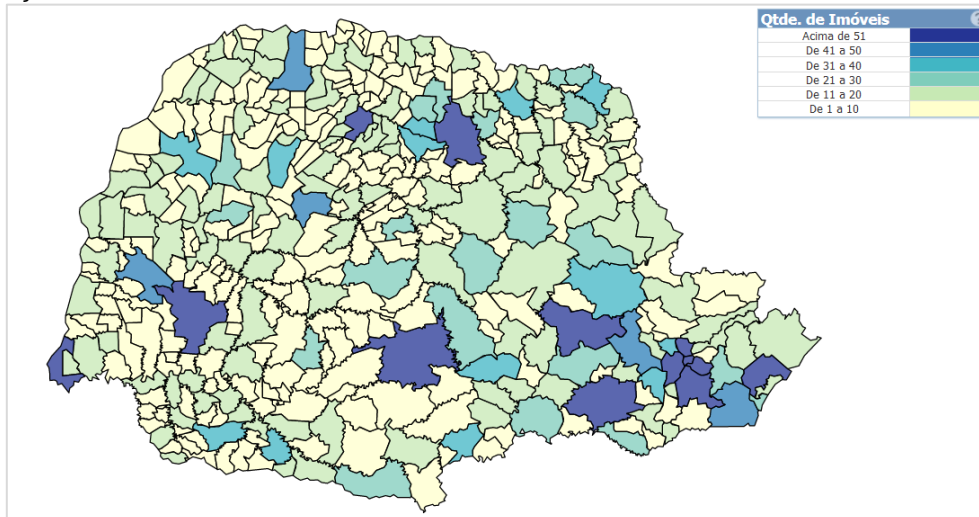 Qtde. de Imóveis
Acima de 51
De 41 a 50
De 31 a 40
De 21 a 30
De 11 a 20
De 1 a 10